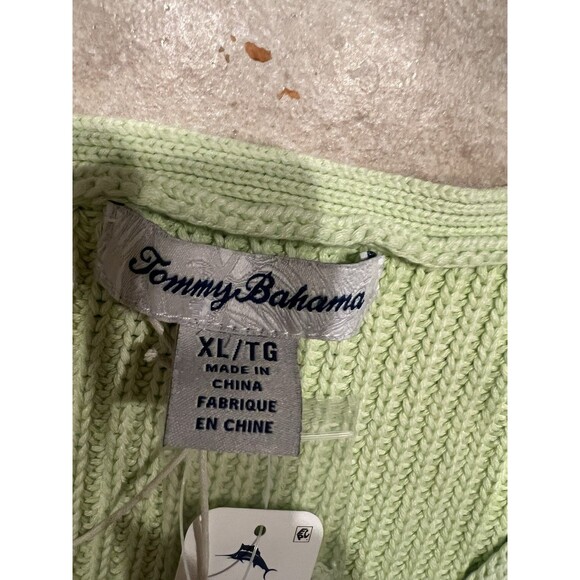 Tommy Bahama
XL/TG
MADE IN
CHINA
FABRIQUE
EN CHINE